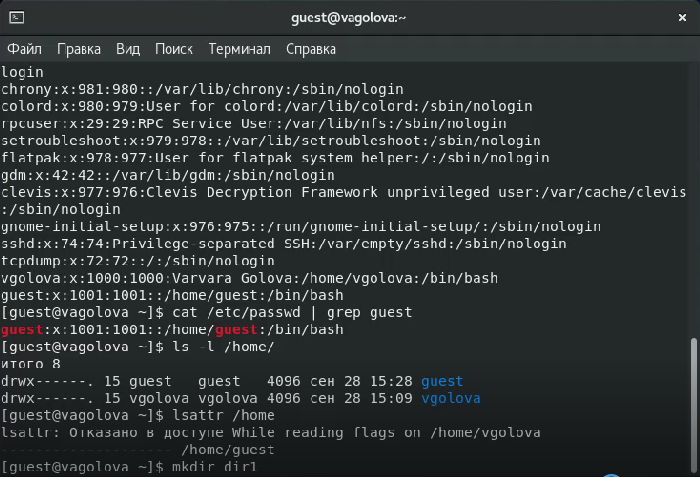 guest@vagolova:~
Файл Правка Вид Поиск Терминал Справка
login
chrony:x:981:980::/var/lib/chrony:/sbin/nologin
colord:x:980:979:User for colord:/var/lib/colord:/sbin/nologin
rpcuser:x:29:29:RPC Service User:/var/lib/nfs:/sbin/nologin
setroubleshoot:x:979:978::/var/lib/setroubleshoot:/sbin/nologin
flatpak:x:978:977:User for flatpak system helper:/:/sbin/nologin
gdm:x:42:42::/var/lib/gdm:/sbin/nologin
clevis:x:977:976:Clevis Decryption Framework unprivileged user:/var/cache/clevis
:/sbin/nologin
gnome-initial-setup:x:976:975::/run/gnome-initial-setup/:/sbin/nologin
sshd:x:74:74:Privilege-separated SSH:/var/empty/sshd:/sbin/nologin
tcpdump:x:72:72::/:/sbin/nologin
vgolova:x:1000:1000:Varvara Golova:/home/vgolova:/bin/bash
guest:x:1001:1001::/home/guest:/bin/bash
[guest@vagolova ~]$ cat /etc/passwd | grep guest
guest:x:1001:1001::/home/guest:/bin/bash
[guest@vagolova ~]$ ls -l /home/
итого 8
drwx------. 15 guest   guest   4096 сен 28 15:28 guest
drwx------. 15 vgolova vgolova 4096 сен 28 15:09 vgolova
[guest@vagolova ~]$ lsattr /home
lsattr: Отказано в доступе While reading flags on /home/vgolova
-------------------- /home/guest
[guest@vagolova ~]$ mkdir dir1